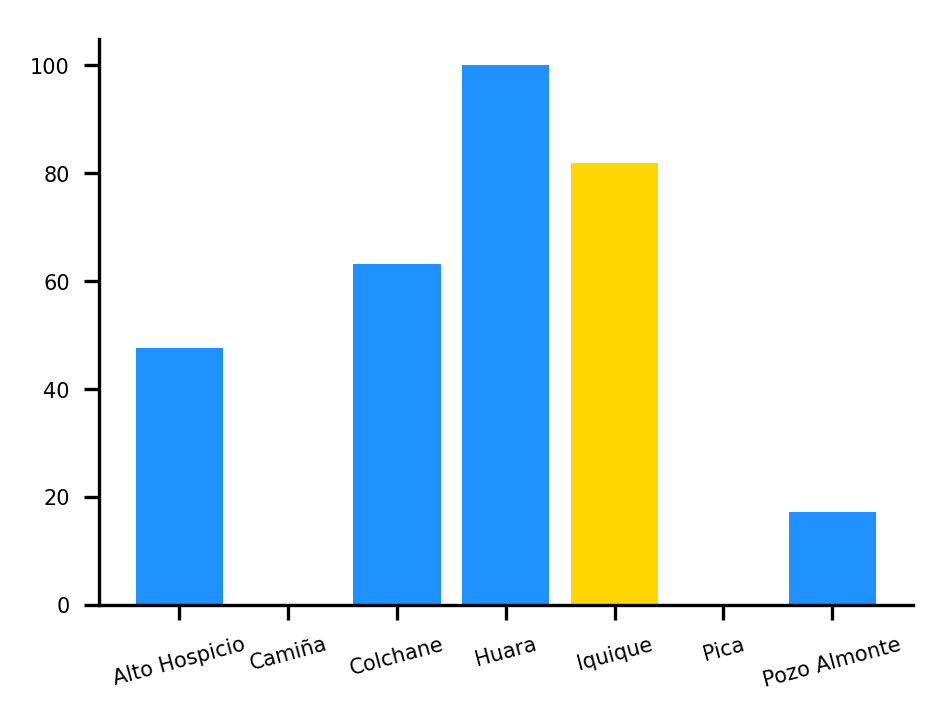 100
80
60
40
20
0
Alto Hospicio
Camiña
Colchane
Huara
Iquique
Pica
Pozo Almonte